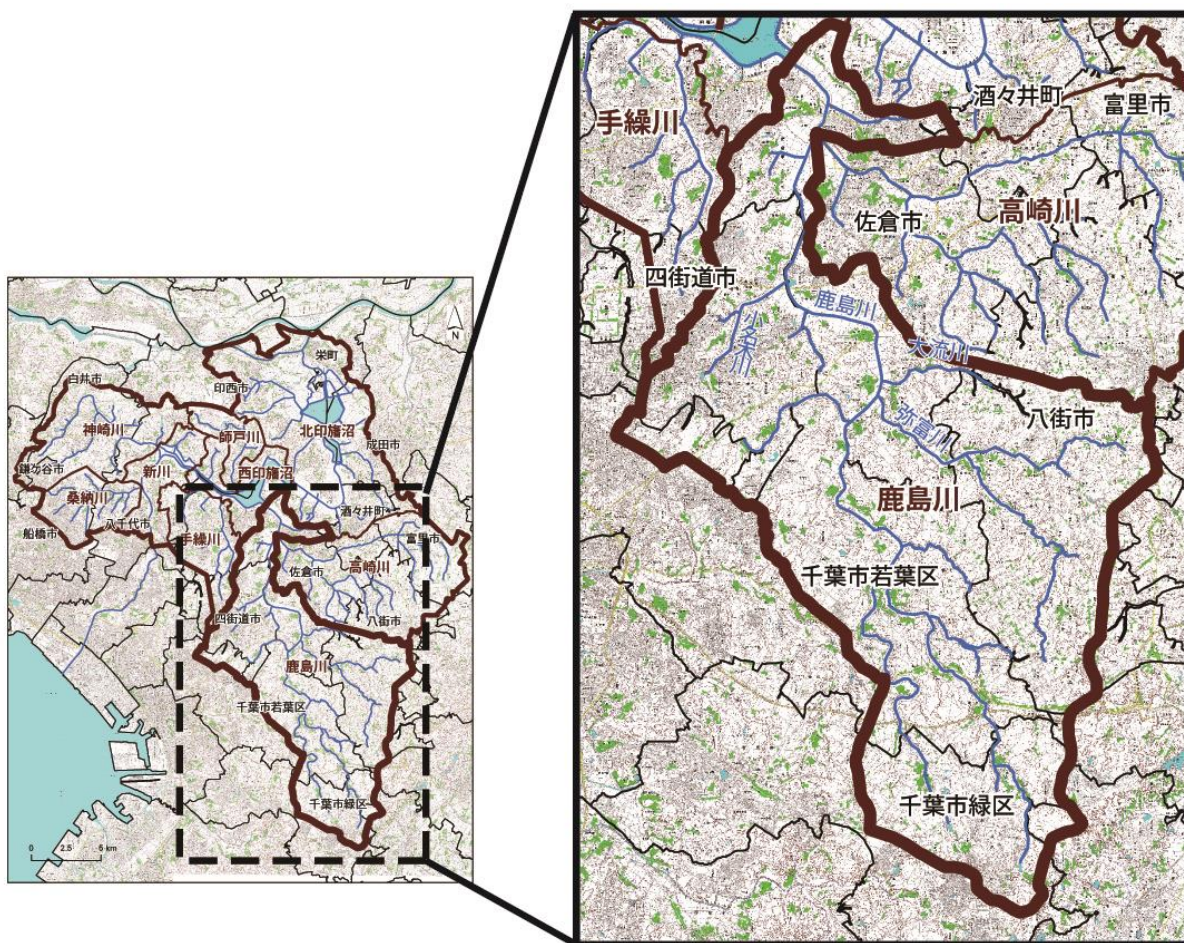 栄町
印西市
白井市
神崎川
師戸川
北印旛沼
成田市
鎌ヶ谷市
新川
西印旛沼
桑納川
船橋市
八千代市
手繰川
酒々井町
富里市
佐倉市
高崎川
四街道市
八街市
鹿島川
千葉市若葉区
千葉市緑区
N
0 2.5 5 km
酒々井町
富里市
手繰川
佐倉市
高崎川
四街道市
鹿島川
小名木川
大流川
八街市
弥富川
鹿島川
千葉市若葉区
千葉市緑区